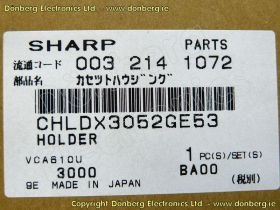 © Donberg Electronics Ltd. - www.donberg.ie
SHARP PARTS
流通コード 003 214 1072
部品名 カセットハウジング
CHLDX3052GE53
HOLDER
VCA610U 1 PC(S)/SET(S)
3000 BA00
9E MADE IN JAPAN (税別)
© Donberg Electronics Ltd. - www.donberg.ie